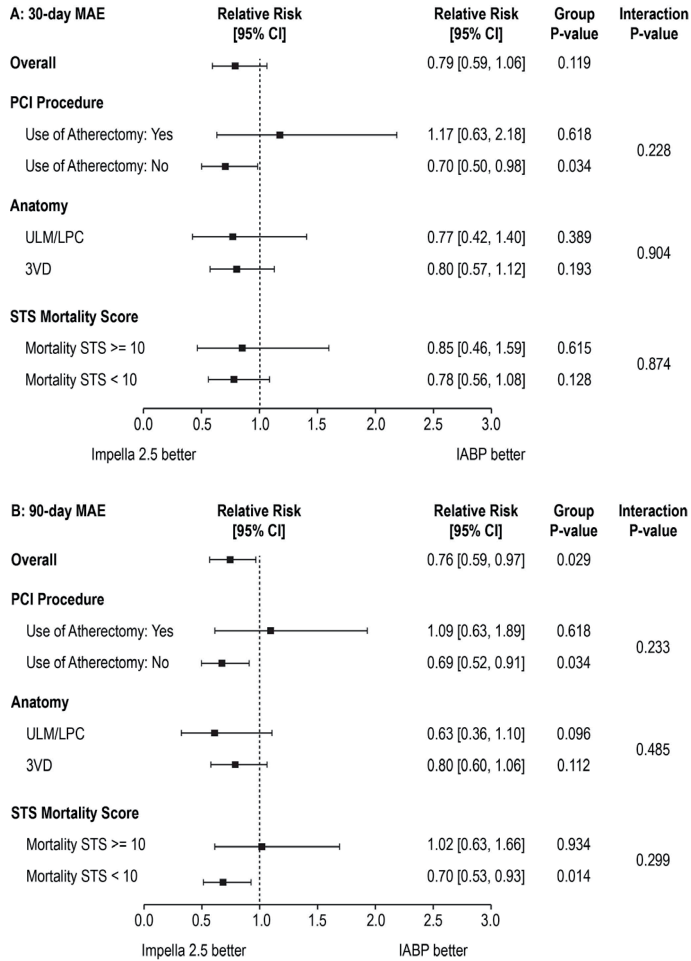 A: 30-day MAE Relative Risk Relative Risk Group Interaction
[95% CI] [95% CI] P-value P-value
Overall 0.79 [0.59, 1.06] 0.119
PCI Procedure
Use of Atherectomy: Yes 1.17 [0.63, 2.18] 0.618
0.228
Use of Atherectomy: No 0.70 [0.50, 0.98] 0.034
Anatomy
ULM/LPC 0.77 [0.42, 1.40] 0.389
0.904
3VD 0.80 [0.57, 1.12] 0.193
STS Mortality Score
Mortality STS >= 10 0.85 [0.46, 1.59] 0.615
0.874
Mortality STS < 10 0.78 [0.56, 1.08] 0.128
0.0 0.5 1.0 1.5 2.0 2.5 3.0
Impella 2.5 better IABP better
B: 90-day MAE Relative Risk Relative Risk Group Interaction
[95% CI] [95% CI] P-value P-value
Overall 0.76 [0.59, 0.97] 0.029
PCI Procedure
Use of Atherectomy: Yes 1.09 [0.63, 1.89] 0.618
0.233
Use of Atherectomy: No 0.69 [0.52, 0.91] 0.034
Anatomy
ULM/LPC 0.63 [0.36, 1.10] 0.096
0.485
3VD 0.80 [0.60, 1.06] 0.112
STS Mortality Score
Mortality STS >= 10 1.02 [0.63, 1.66] 0.934
0.299
Mortality STS < 10 0.70 [0.53, 0.93] 0.014
0.0 0.5 1.0 1.5 2.0 2.5 3.0
Impella 2.5 better IABP better